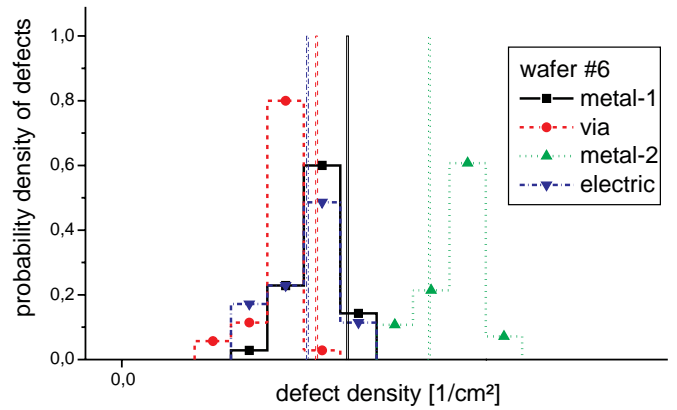 probability density of defects
1,0
0,8
0,6
0,4
0,2
0,0
0,0
defect density [1/cm²]
wafer #6
metal-1
via
metal-2
electric